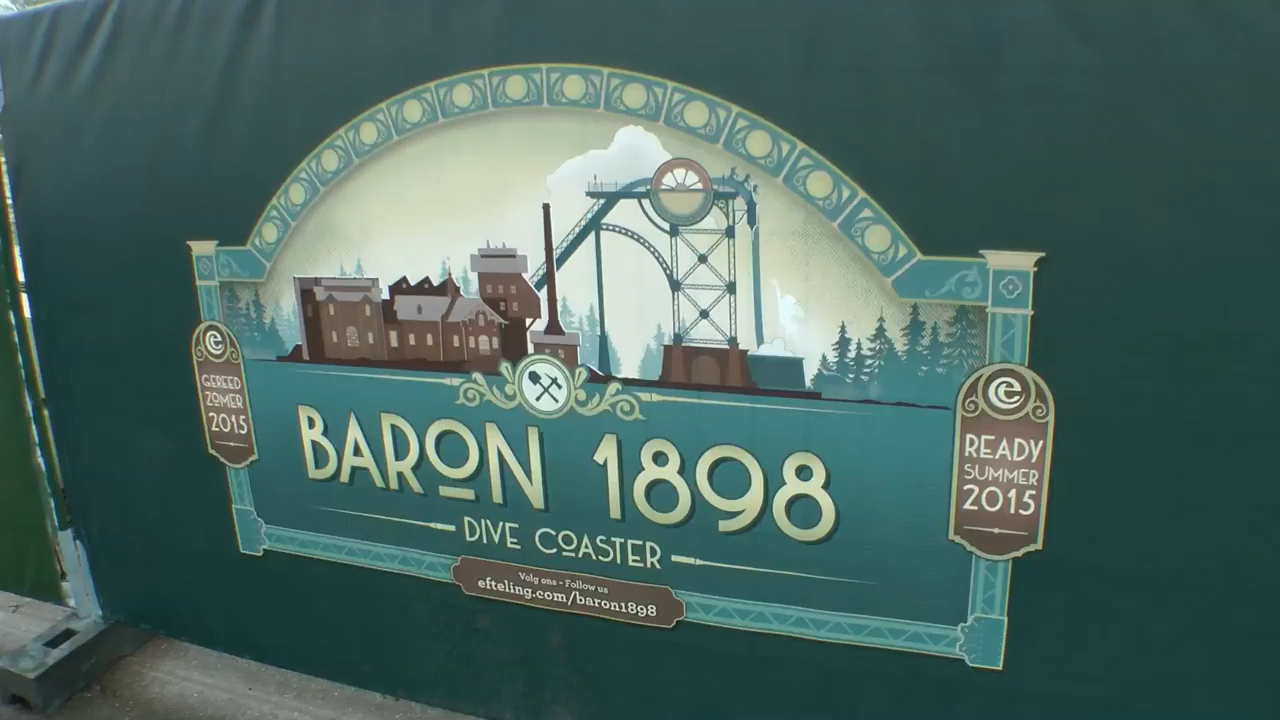 GEREED
ZOMER
2015
BARON 1898
DIVE COASTER
Volg ons - Follow us
efteling.com/baron1898
READY
SUMMER
2015